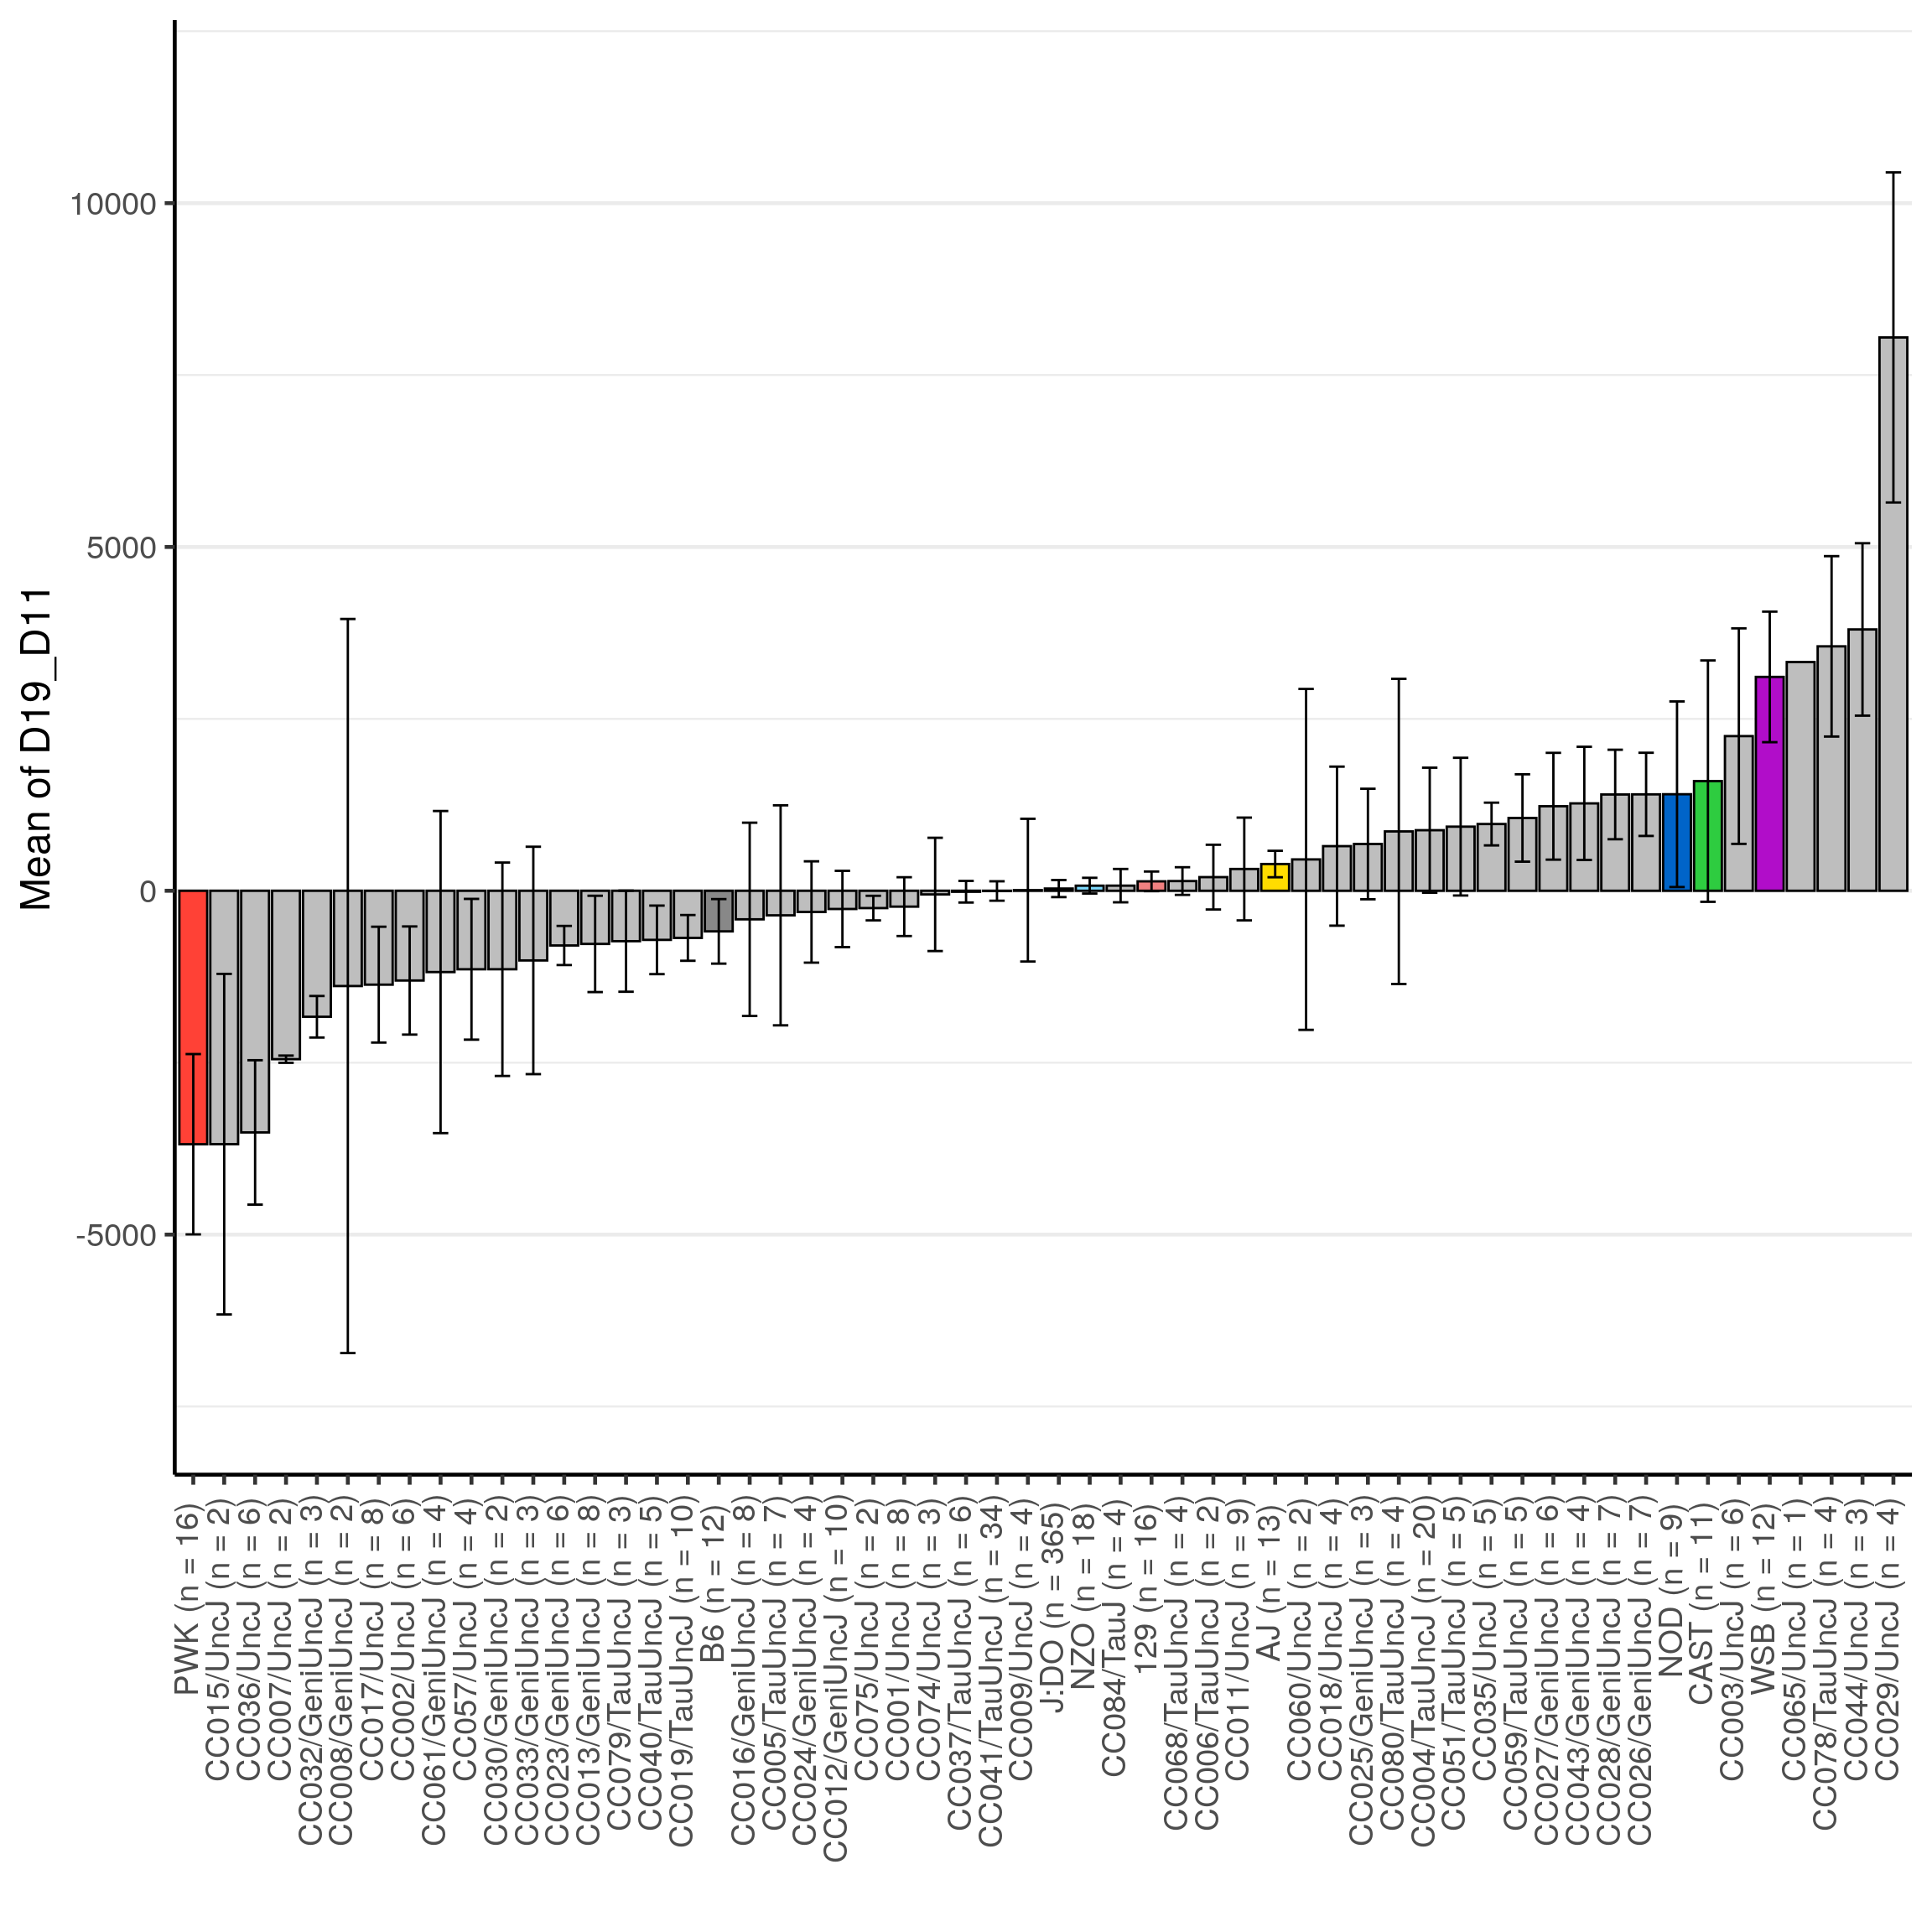 Mean of D19_D11
10000
5000
0
-5000
PWK (n = 16)
CC015/UncJ (n = 2)
CC036/UncJ (n = 6)
CC007/UncJ (n = 2)
CC032/GeniUncJ (n = 3)
CC008/GeniUncJ (n = 2)
CC017/UncJ (n = 8)
CC002/UncJ (n = 6)
CC061/GeniUncJ (n = 4)
CC057/UncJ (n = 4)
CC030/GeniUncJ (n = 2)
CC033/GeniUncJ (n = 3)
CC023/GeniUncJ (n = 6)
CC013/GeniUncJ (n = 8)
CC079/TauUncJ (n = 3)
CC040/TauUncJ (n = 5)
CC019/TauUncJ (n = 10)
B6 (n = 12)
CC016/GeniUncJ (n = 8)
CC005/TauUncJ (n = 7)
CC024/GeniUncJ (n = 4)
CC012/GeniUncJ (n = 10)
CC075/UncJ (n = 2)
CC001/UncJ (n = 8)
CC074/UncJ (n = 3)
CC037/TauUncJ (n = 6)
CC041/TauUncJ (n = 34)
CC009/UncJ (n = 4)
J:DO (n = 365)
NZO (n = 18)
CC084/TauJ (n = 4)
129 (n = 16)
CC068/TauUncJ (n = 4)
CC006/TauUncJ (n = 2)
CC011/UncJ (n = 9)
AJ (n = 13)
CC060/UncJ (n = 2)
CC018/UncJ (n = 4)
CC025/GeniUncJ (n = 3)
CC080/TauUncJ (n = 4)
CC004/TauUncJ (n = 20)
CC051/TauUncJ (n = 5)
CC035/UncJ (n = 5)
CC059/TauUncJ (n = 5)
CC027/GeniUncJ (n = 6)
CC043/GeniUncJ (n = 4)
CC028/GeniUncJ (n = 7)
CC026/GeniUncJ (n = 7)
NOD (n = 9)
CAST (n = 11)
CC003/UncJ (n = 6)
WSB (n = 12)
CC065/UncJ (n = 1)
CC078/TauUncJ (n = 4)
CC044/UncJ (n = 3)
CC029/UncJ (n = 4)